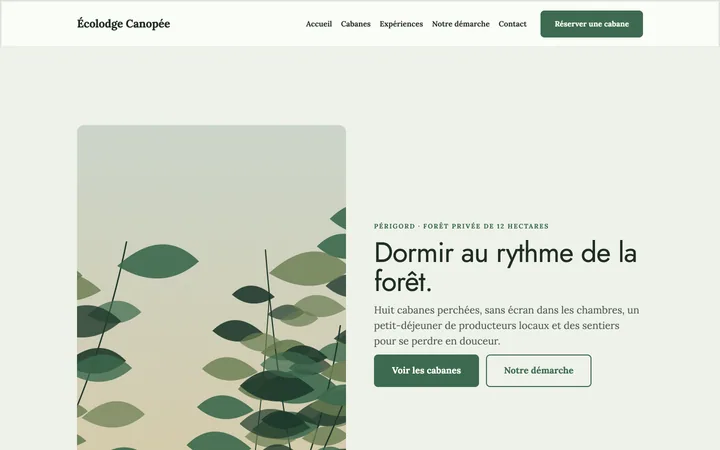 Écolodge Canopée
Accueil Cabanes Expériences Notre démarche Contact Réserver une cabane
PÉRIGORD · FORÊT PRIVÉE DE 12 HECTARES
Dormir au rythme de la
forêt.
Huit cabanes perchées, sans écran dans les chambres, un
petit-déjeuner de producteurs locaux et des sentiers
pour se perdre en douceur.
Voir les cabanes Notre démarche